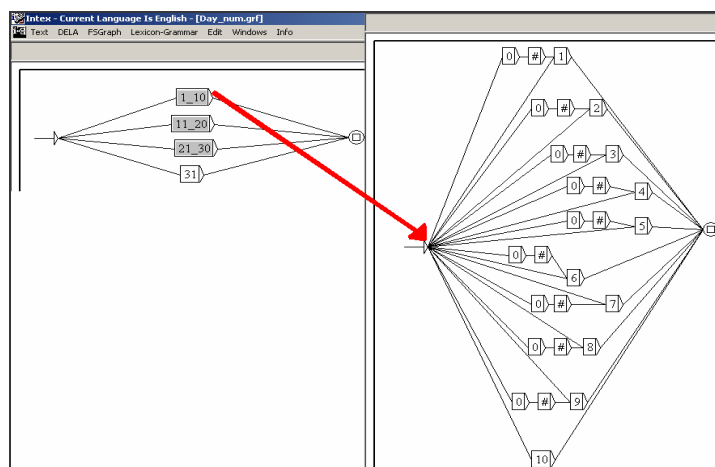 Intex - Current Language Is English - [Day_num.grf]
Text DELA FSGraph Lexicon-Grammar Edit Windows Info
1_10
11_20
21_30
31
0 # 1
0 # 2
0 # 3
0 # 4
0 # 5
0 # 6
0 # 7
0 # 8
0 # 9
10